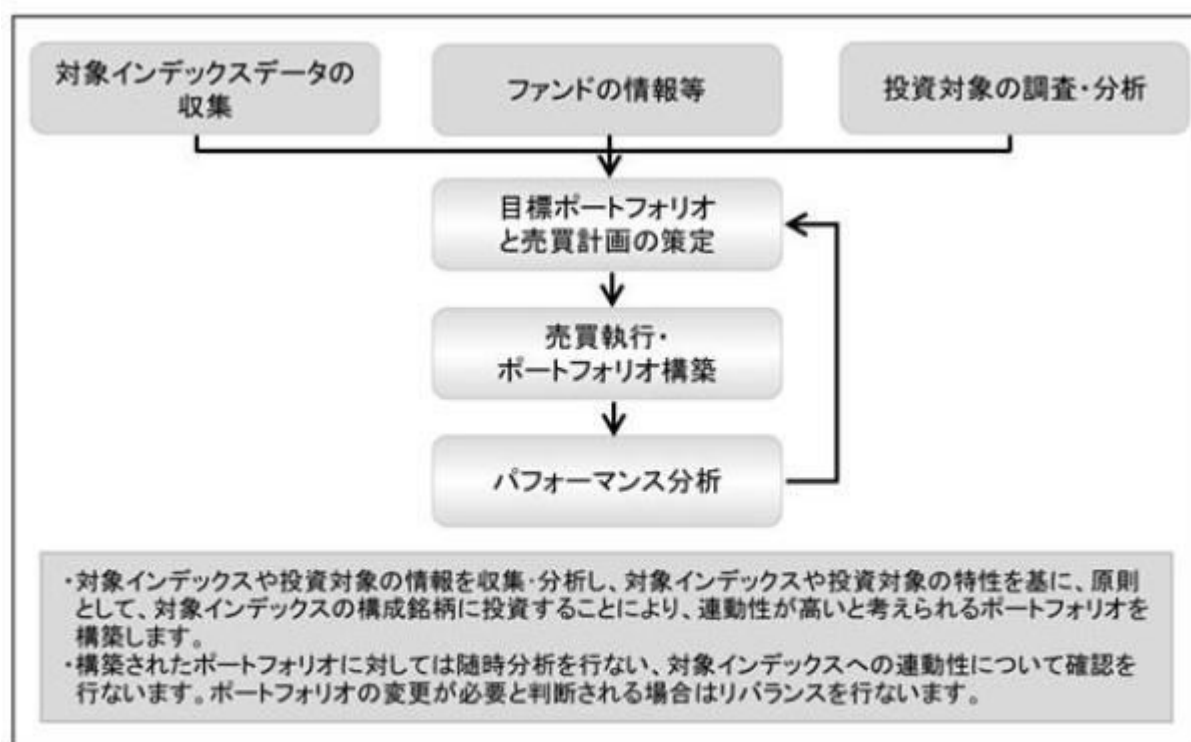 対象インデックスデータの
収集
ファンドの情報等
投資対象の調査・分析
目標ポートフォリオ
と売買計画の策定
売買執行・
ポートフォリオ構築
パフォーマンス分析
・対象インデックスや投資対象の情報を収集・分析し、対象インデックスや投資対象の特性を基に、原則
として、対象インデックスの構成銘柄に投資することにより、連動性が高いと考えられるポートフォリオを
構築します。
・構築されたポートフォリオに対しては随時分析を行ない、対象インデックスへの連動性について確認を
行ないます。ポートフォリオの変更が必要と判断される場合はリバランスを行ないます。